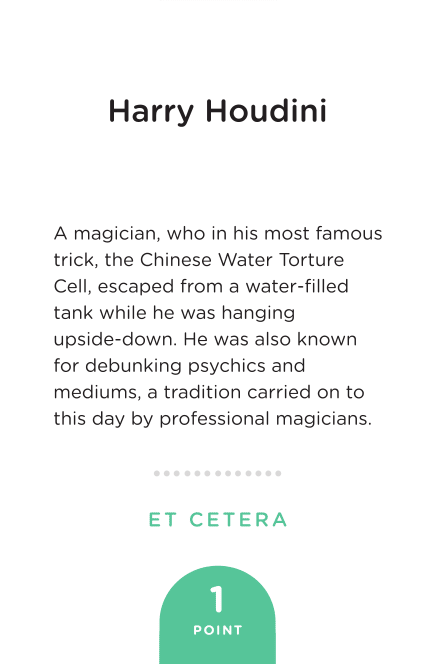 Harry Houdini
A magician, who in his most famous
trick, the Chinese Water Torture
Cell, escaped from a water-filled
tank while he was hanging
upside-down. He was also known
for debunking psychics and
mediums, a tradition carried on to
this day by professional magicians.
ET CETERA
1
POINT